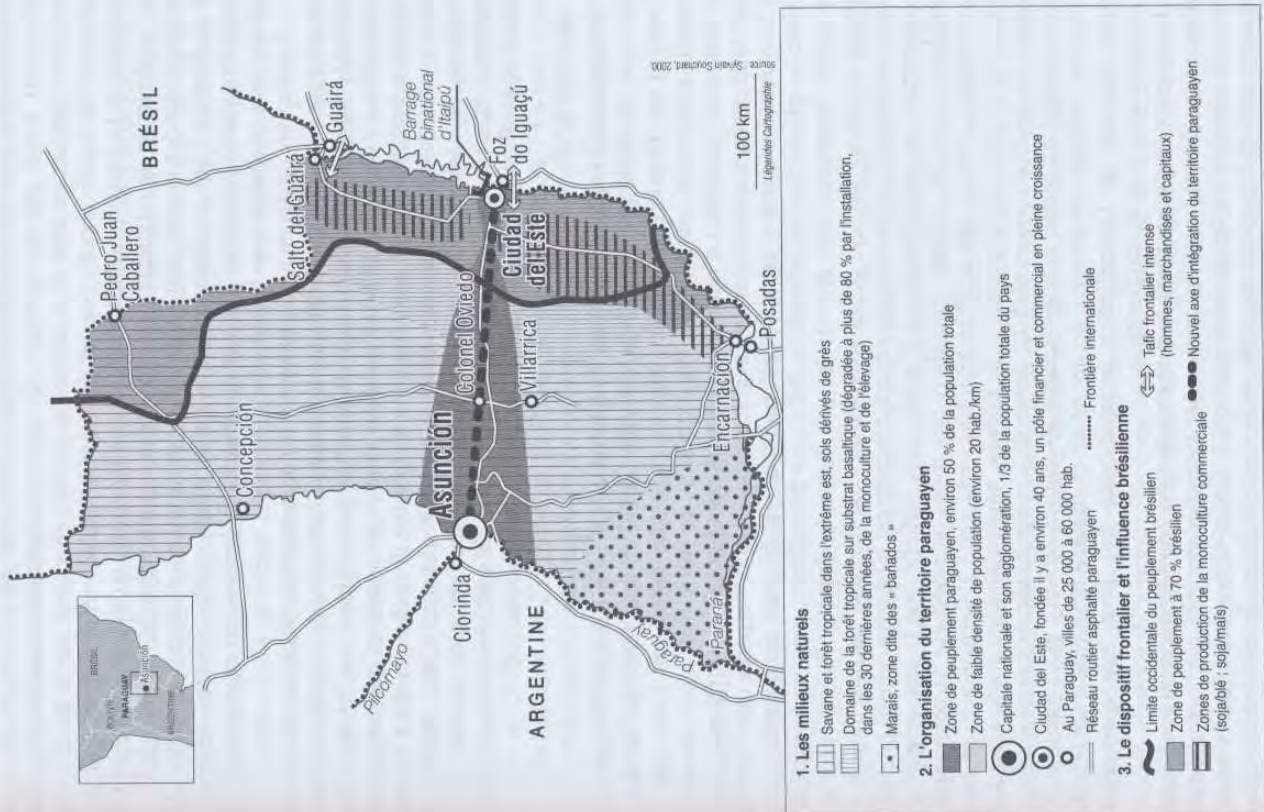 BRÉSIL
PARAGUAY
Asunción
ARGENTINE
BRÉSIL
Pedro Juan
Caballero
Salto del Guáirá
Guáirá
Barrage
binational
d'Itaipú
Foz
do Iguaçú
Ciudad
del Este
Concepción
Colonel Oviedo
Villarrica
Asunción
Clorinda
Plicomayo
ARGENTINE
Paraguay
Paraná
Encarnación
Posadas
100 km
Légendes Cartographie
source : Sylvain Souchard, 2000.
1. Les milieux naturels
Savane et forêt tropicale dans l'extrême est, sols dérivés de grès
Domaine de la forêt tropicale sur substrat basaltique (dégradée à plus de 80 % par l'installation,
dans les 30 dernières années, de la monoculture et de l'élevage)
Marais, zone dite des « bañados »
2. L'organisation du territoire paraguayen
Zone de peuplement paraguayen, environ 50 % de la population totale
Zone de faible densité de population (environ 20 hab./km)
Capitale nationale et son agglomération, 1/3 de la population totale du pays
Ciudad del Este, fondée il y a environ 40 ans, un pôle financier et commercial en pleine croissance
Au Paraguay, villes de 25 000 à 60 000 hab.
Réseau routier asphalté paraguayen
Frontière internationale
3. Le dispositif frontalier et l'influence brésilienne
Limite occidentale du peuplement brésilien
Zone de peuplement à 70 % brésilien
Zones de production de la monoculture commerciale
(soja/blé ; soja/maïs)
Tafic frontalier intense
(hommes, marchandises et capitaux)
Nouvel axe d'intégration du territoire paraguayen